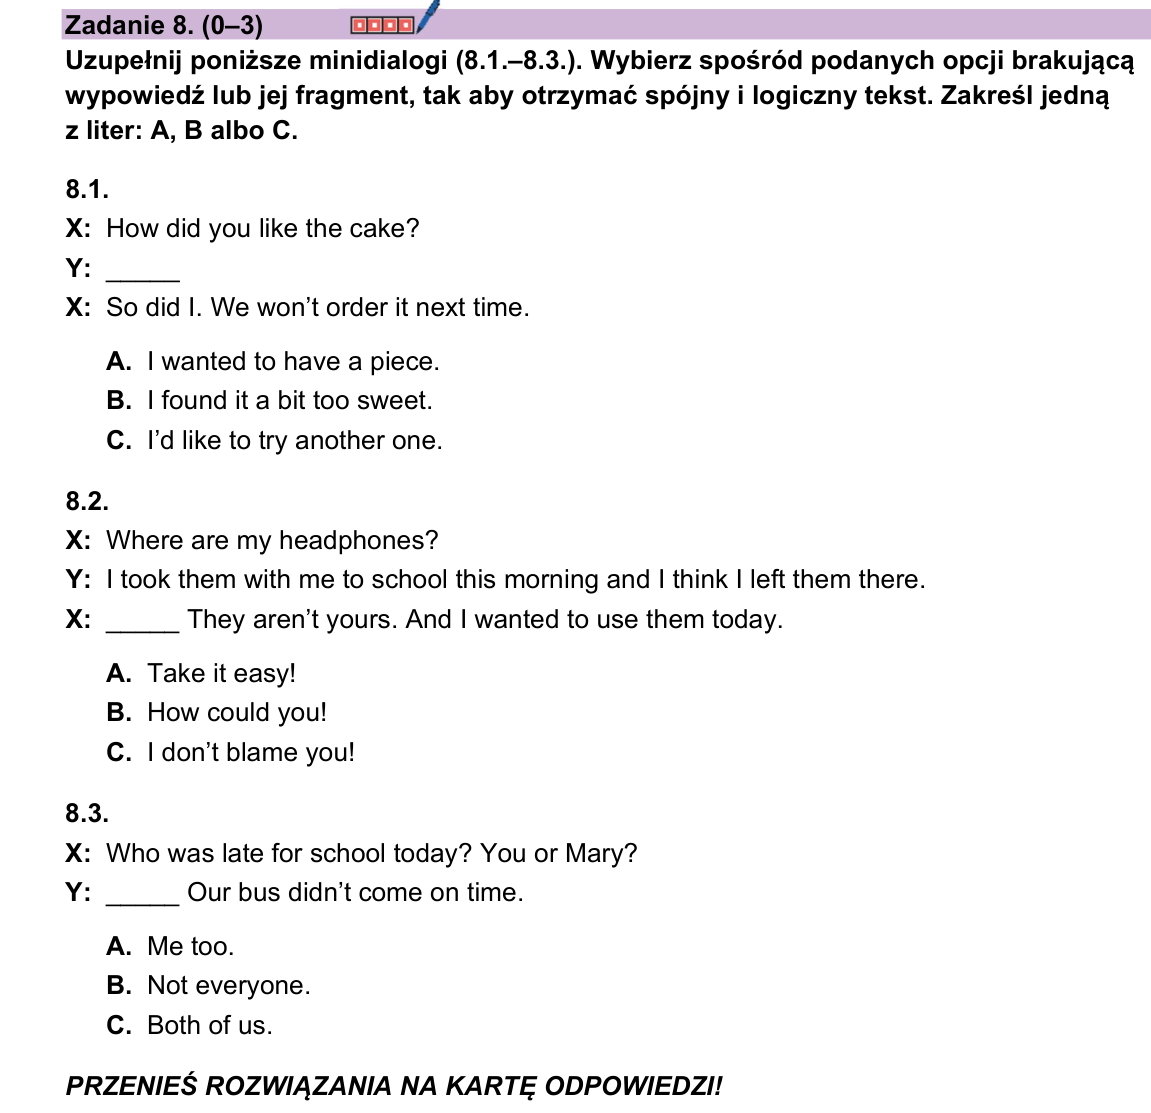 Zadanie 8. (0–3)
Uzupełnij poniższe minidialogi (8.1.–8.3.). Wybierz spośród podanych opcji brakującą
wypowiedź lub jej fragment, tak aby otrzymać spójny i logiczny tekst. Zakreśl jedną
z liter: A, B albo C.
8.1.
X: How did you like the cake?
Y: _____
X: So did I. We won’t order it next time.
A. I wanted to have a piece.
B. I found it a bit too sweet.
C. I’d like to try another one.
8.2.
X: Where are my headphones?
Y: I took them with me to school this morning and I think I left them there.
X: _____ They aren’t yours. And I wanted to use them today.
A. Take it easy!
B. How could you!
C. I don’t blame you!
8.3.
X: Who was late for school today? You or Mary?
Y: _____ Our bus didn’t come on time.
A. Me too.
B. Not everyone.
C. Both of us.
PRZENIEŚ ROZWIĄZANIA NA KARTĘ ODPOWIEDZI!